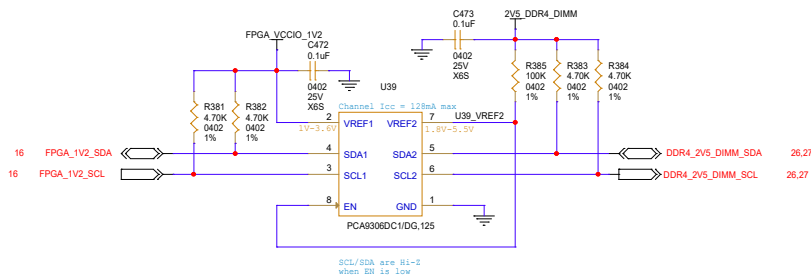 C473
0.1uF
2V5_DDR4_DIMM
FPGA_VCCIO_1V2
C472
0.1uF
0402
25V
X6S
0402
25V
X6S
R385
100K
0402
1%
R383
4.70K
0402
1%
R384
4.70K
0402
1%
R381
4.70K
0402
1%
R382
4.70K
0402
1%
U39
Channel Icc = 128mA max
U39_VREF2
2 VREF1 VREF2 7
1V-3.6V 1.8V-5.5V
16 FPGA_1V2_SDA 4 SDA1 SDA2 5 DDR4_2V5_DIMM_SDA 26,27
16 FPGA_1V2_SCL 3 SCL1 SCL2 6 DDR4_2V5_DIMM_SCL 26,27
8 EN GND 1
PCA9306DC1/DG,125
SCL/SDA are Hi-Z
when EN is low